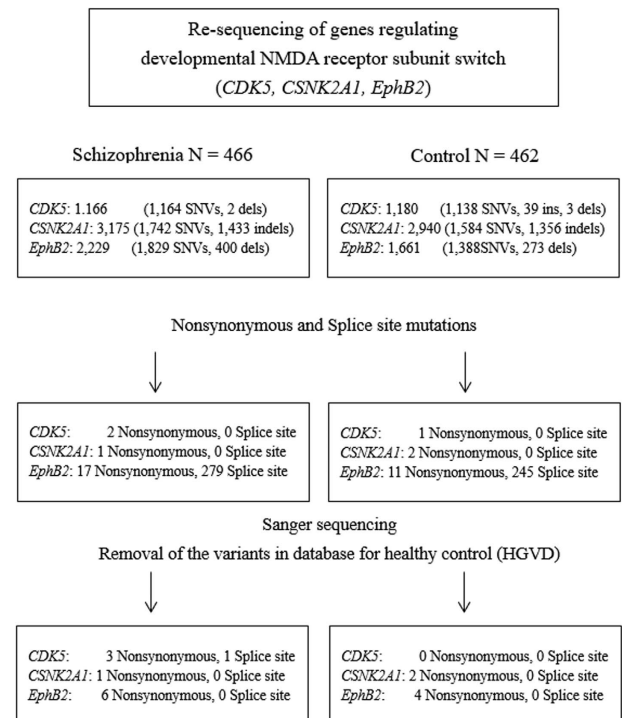 Re-sequencing of genes regulating
developmental NMDA receptor subunit switch
(CDK5, CSNK2A1, EphB2)
Schizophrenia N = 466
CDK5: 1.166 (1,164 SNVs, 2 dels)
CSNK2A1: 3,175 (1,742 SNVs, 1,433 indels)
EphB2: 2,229 (1,829 SNVs, 400 dels)
Control N = 462
CDK5: 1,180 (1,138 SNVs, 39 ins, 3 dels)
CSNK2A1: 2,940 (1,584 SNVs, 1,356 indels)
EphB2: 1,661 (1,388SNVs, 273 dels)
Nonsynonymous and Splice site mutations
CDK5: 2 Nonsynonymous, 0 Splice site
CSNK2A1: 1 Nonsynonymous, 0 Splice site
EphB2: 17 Nonsynonymous, 279 Splice site
CDK5: 1 Nonsynonymous, 0 Splice site
CSNK2A1: 2 Nonsynonymous, 0 Splice site
EphB2: 11 Nonsynonymous, 245 Splice site
Sanger sequencing
Removal of the variants in database for healthy control (HGVD)
CDK5: 3 Nonsynonymous, 1 Splice site
CSNK2A1: 1 Nonsynonymous, 0 Splice site
EphB2: 6 Nonsynonymous, 0 Splice site
CDK5: 0 Nonsynonymous, 0 Splice site
CSNK2A1: 2 Nonsynonymous, 0 Splice site
EphB2: 4 Nonsynonymous, 0 Splice site